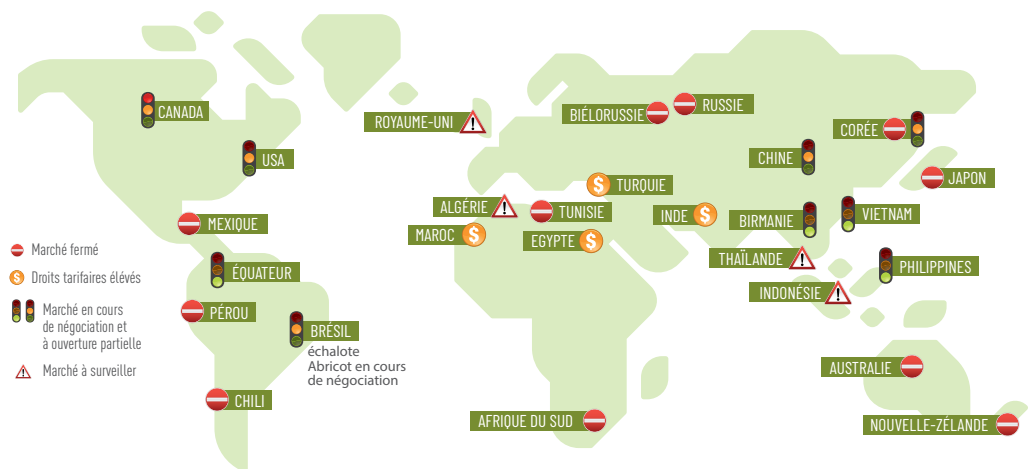 CANADA
USA
ROYAUME-UNI
BIÉLORUSSIE
RUSSIE
CORÉE
CHINE
JAPON
TURQUIE
ALGÉRIE
TUNISIE
INDE
BIRMANIE
VIETNAM
MEXIQUE
MAROC
EGYPTE
THAÏLANDE
PHILIPPINES
ÉQUATEUR
INDONÉSIE
PÉROU
BRÉSIL
échalote
Abricot en cours
de négociation
AUSTRALIE
CHILI
AFRIQUE DU SUD
NOUVELLE-ZÉLANDE
Marché fermé
$ Droits tarifaires élévés
Marché en cours
de négociation et
à ouverture partielle
Marché à surveiller